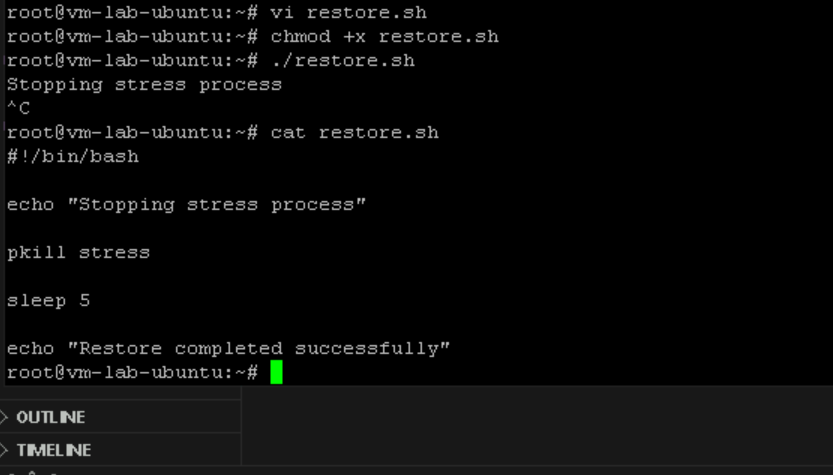 root@vm-lab-ubuntu:~# vi restore.sh
root@vm-lab-ubuntu:~# chmod +x restore.sh
root@vm-lab-ubuntu:~# ./restore.sh
Stopping stress process
^C
root@vm-lab-ubuntu:~# cat restore.sh
#!/bin/bash
echo "Stopping stress process"
pkill stress
sleep 5
echo "Restore completed successfully"
root@vm-lab-ubuntu:~#
OUTLINE
TIMELINE